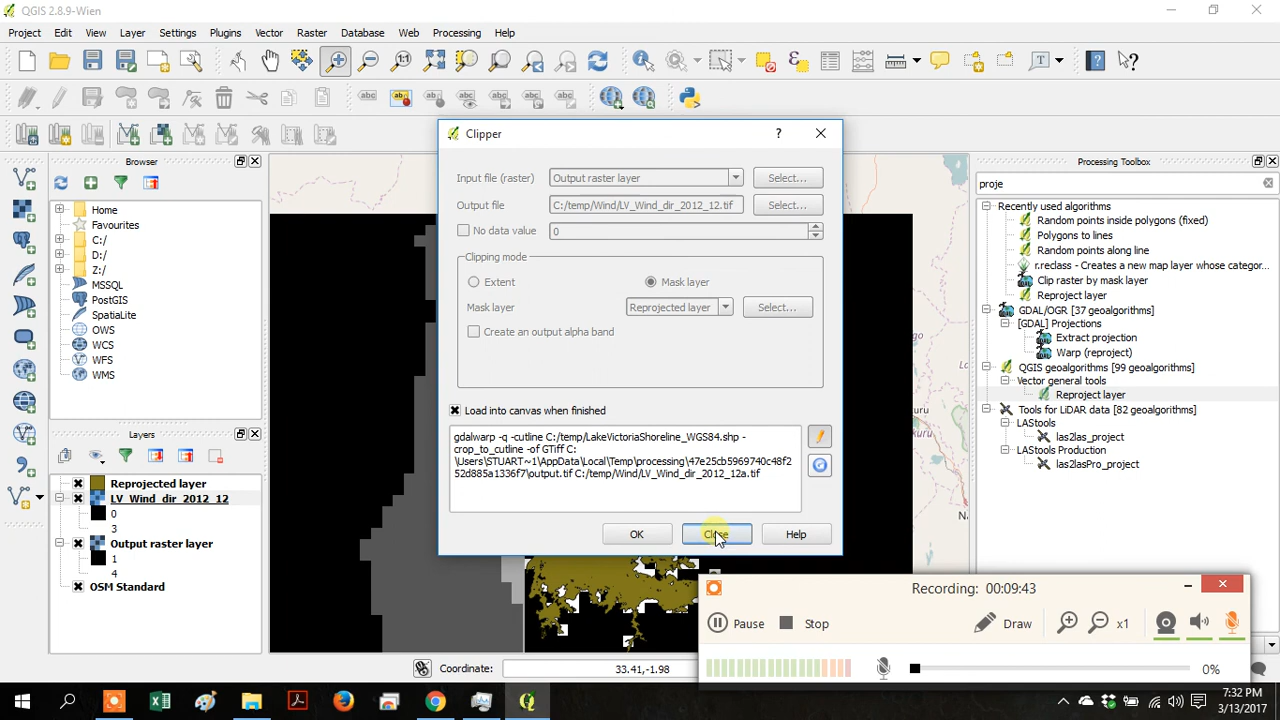 QGIS 2.8.9-Wien
Project Edit View Layer Settings Plugins Vector Raster Database Web Processing Help
Browser
Home
Favourites
C:/
D:/
Z:/
MSSQL
PostGIS
SpatiaLite
OWS
WCS
WFS
WMS
Layers
Reprojected layer
LV_Wind_dir_2012_12
0
3
Output raster layer
1
4
OSM Standard
Clipper
Input file (raster) Output raster layer Select...
Output file C:/temp/Wind/LV_Wind_dir_2012_12.tif Select...
No data value 0
Clipping mode
Extent Mask layer
Mask layer Reprojected layer Select...
Create an output alpha band
Load into canvas when finished
gdalwarp -q -cutline C:/temp/LakeVictoriaShoreline_WGS84.shp -
crop_to_cutline -of GTiff C:
\Users\STUART~1\AppData\Local\Temp\processing\47e25cb5969740c48f2
52d885a1336f7\output.tif C:/temp/Wind/LV_Wind_dir_2012_12a.tif
OK Close Help
Processing Toolbox
proje
Recently used algorithms
Random points inside polygons (fixed)
Polygons to lines
Random points along line
r.reclass - Creates a new map layer whose categor...
Clip raster by mask layer
Reproject layer
GDAL/OGR [37 geoalgorithms]
[GDAL] Projections
Extract projection
Warp (reproject)
QGIS geoalgorithms [99 geoalgorithms]
Vector general tools
Reproject layer
Tools for LiDAR data [82 geoalgorithms]
LAStools
las2las_project
LAStools Production
las2lasPro_project
Recording: 00:09:43
Pause Stop Draw x1
0%
Coordinate: 33.41,-1.98
7:32 PM
3/13/2017